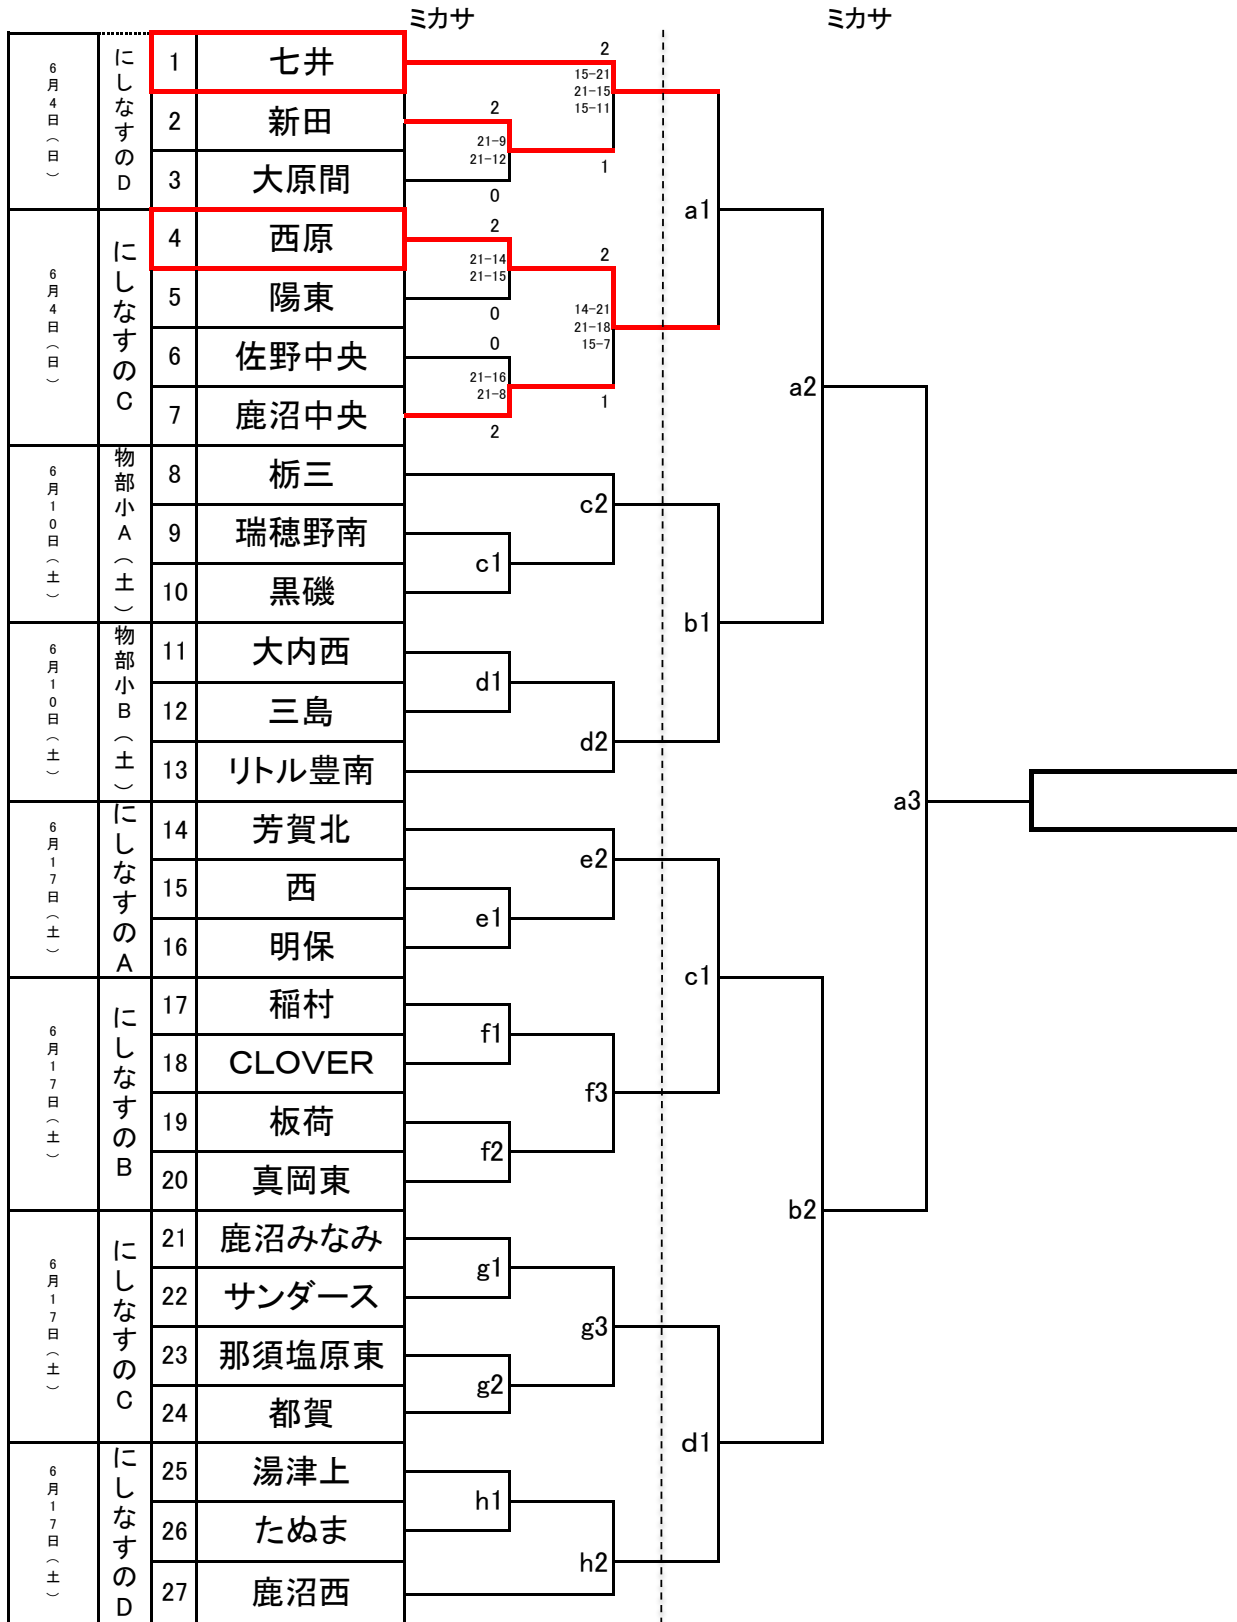 ミカサ
ミカサ
6月4日(日)
にしなすのD
1 七井
2 新田
3 大原間
2
15-21
21-15
15-11
1
2
21-9
21-12
0
6月4日(日)
にしなすのC
4 西原
5 陽東
6 佐野中央
7 鹿沼中央
2
21-14
21-15
0
0
21-16
21-8
2
2
14-21
21-18
15-7
1
a1
a2
6月10日(土)
物部小A(土)
8 栃三
9 瑞穂野南
10 黒磯
c2
c1
b1
6月10日(土)
物部小B(土)
11 大内西
12 三島
13 リトル豊南
d1
d2
a3
6月17日(土)
にしなすのA
14 芳賀北
15 西
16 明保
e2
e1
c1
6月17日(土)
にしなすのB
17 稲村
18 CLOVER
19 板荷
20 真岡東
f1
f3
f2
b2
6月17日(土)
にしなすのC
21 鹿沼みなみ
22 サンダース
23 那須塩原東
24 都賀
g1
g3
g2
d1
6月17日(土)
にしなすのD
25 湯津上
26 たぬま
27 鹿沼西
h1
h2